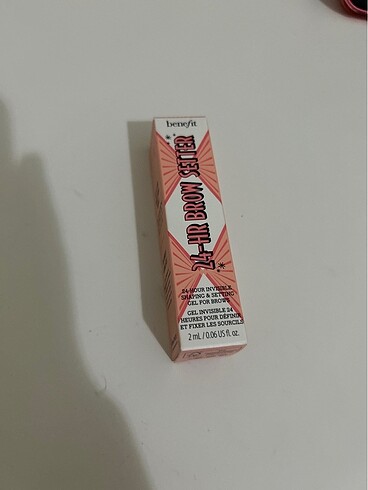 benefit
24-HR BROW SETTER
24-HOUR INVISIBLE
SHAPING & SETTING
GEL FOR BROWS
GEL INVISIBLE 24
HEURES POUR DÉFINIR
ET FIXER LES SOURCILS
2 mL / 0.06 US fl. oz.